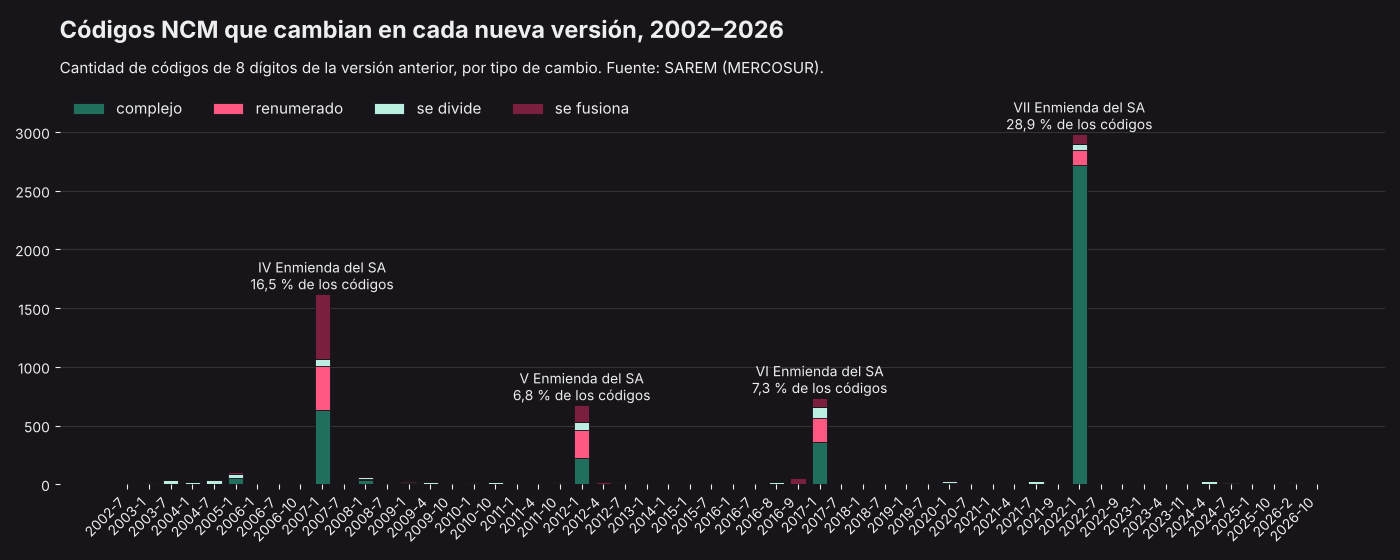 Códigos NCM que cambian en cada nueva versión, 2002–2026
Cantidad de códigos de 8 dígitos de la versión anterior, por tipo de cambio. Fuente: SAREM (MERCOSUR).
complejo renumerado se divide se fusiona
VII Enmienda del SA
28,9 % de los códigos
3000
2500
2000
IV Enmienda del SA
16,5 % de los códigos
1500
1000
V Enmienda del SA
6,8 % de los códigos
VI Enmienda del SA
7,3 % de los códigos
500
0
2002-7 2003-1 2003-7 2004-1 2004-7 2005-1 2006-1 2006-7 2006-10 2007-1 2007-7 2008-1 2008-7 2009-1 2009-4 2009-10 2010-1 2010-7 2010-10 2011-1 2011-4 2011-10 2012-1 2012-4 2012-7 2013-1 2013-7 2014-1 2014-7 2015-1 2015-7 2016-1 2016-7 2016-8 2016-9 2017-1 2017-7 2018-1 2018-7 2019-1 2019-7 2020-1 2020-7 2021-1 2021-4 2021-7 2021-9 2022-1 2022-7 2022-9 2023-1 2023-4 2023-11 2024-4 2024-7 2025-1 2025-10 2026-2 2026-10